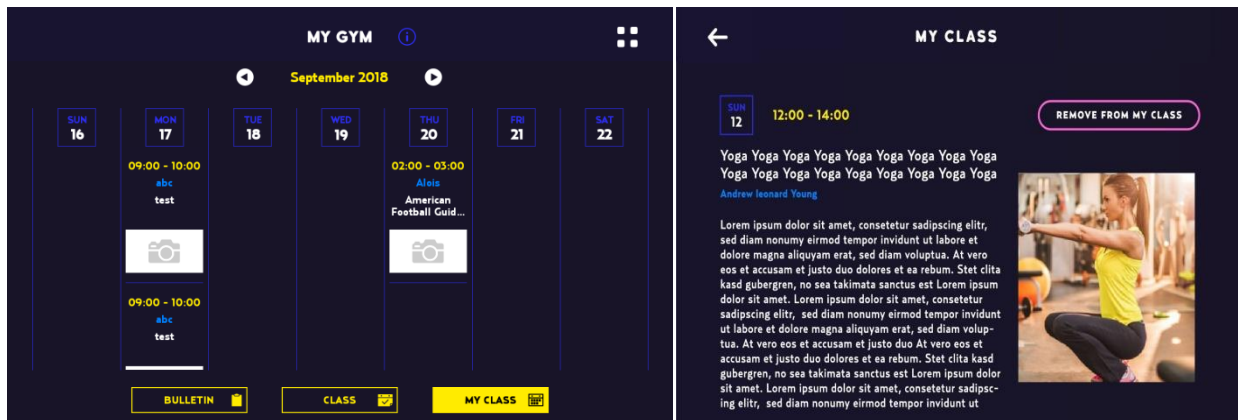 MY GYM
September 2018
SUN
16
MON
17
TUE
18
WED
19
THU
20
FRI
21
SAT
22
09:00 - 10:00
abc
test
09:00 - 10:00
abc
test
02:00 - 03:00
Alois
American
Football Guid...
BULLETIN
CLASS
MY CLASS
MY CLASS
SUN
12
12:00 - 14:00
REMOVE FROM MY CLASS
Yoga Yoga Yoga Yoga Yoga Yoga Yoga Yoga Yoga
Yoga Yoga Yoga Yoga Yoga Yoga Yoga Yoga Yoga
Andrew leonard Young
Lorem ipsum dolor sit amet, consetetur sadipscing elitr,
sed diam nonumy eirmod tempor invidunt ut labore et
dolore magna aliquyam erat, sed diam voluptua. At vero
eos et accusam et justo duo dolores et ea rebum. Stet clita
kasd gubergren, no sea takimata sanctus est Lorem ipsum
dolor sit amet. Lorem ipsum dolor sit amet, consetetur
sadipscing elitr, sed diam nonumy eirmod tempor invidunt
ut labore et dolore magna aliquyam erat, sed diam volup-
tua. At vero eos et accusam et justo duo At vero eos et
accusam et justo duo dolores et ea rebum. Stet clita kasd
gubergren, no sea takimata sanctus est Lorem ipsum dolor
sit amet. Lorem ipsum dolor sit amet, consetetur sadipsc-
ing elitr, sed diam nonumy eirmod tempor invidunt ut